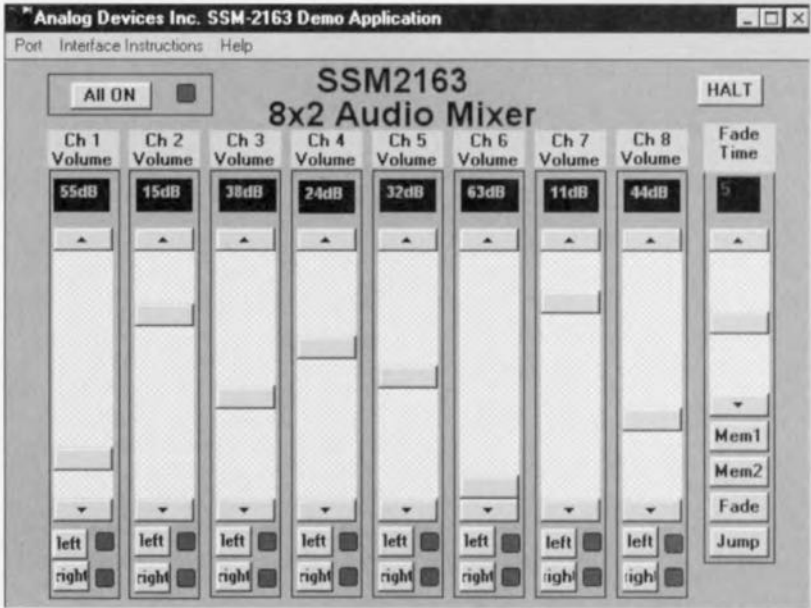 Analog Devices Inc. SSM-2163 Demo Application
Port Interface Instructions Help
All ON
SSM2163
8x2 Audio Mixer
HALT
Ch 1 Volume
Ch 2 Volume
Ch 3 Volume
Ch 4 Volume
Ch 5 Volume
Ch 6 Volume
Ch 7 Volume
Ch 8 Volume
Fade Time
55dB 15dB 38dB 24dB 32dB 63dB 11dB 44dB 5
Mem1
Mem2
Fade
Jump
left left left left left left left left
right right right right right right right right